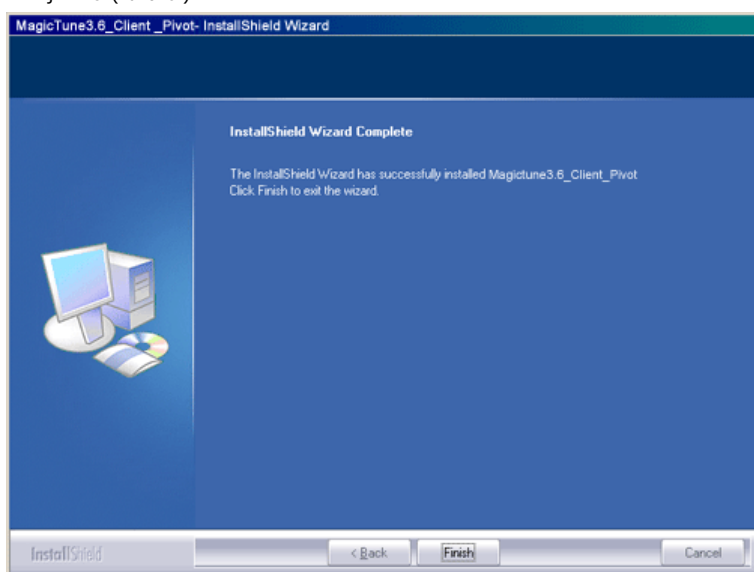 MagicTune3.6_Client _Pivot- InstallShield Wizard
InstallShield Wizard Complete
The InstallShield Wizard has successfully installed Magictune3.6_Client_Pivot
Click Finish to exit the wizard.
InstallShield
< Back
Finish
Cancel